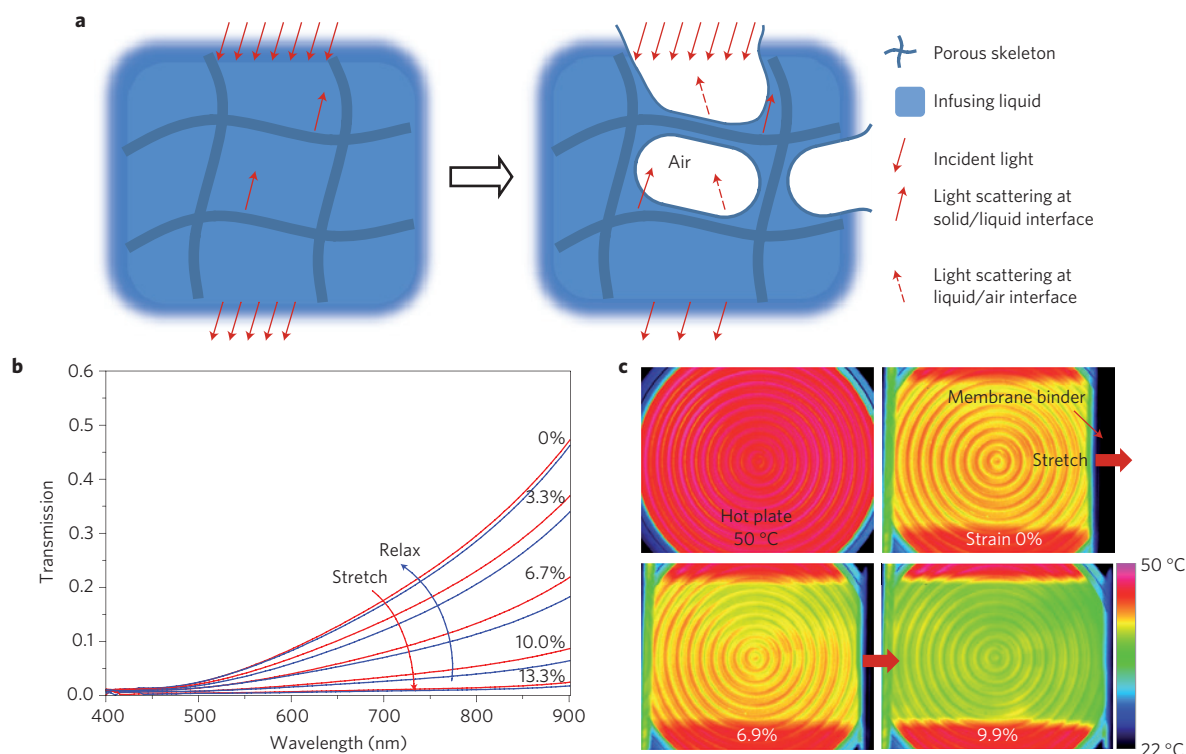 a
Air
Porous skeleton
Infusing liquid
Incident light
Light scattering at
solid/liquid interface
Light scattering at
liquid/air interface
b
0.6
0.5
0.4
0.3
0.2
0.1
0.0
Transmission
0%
3.3%
6.7%
10.0%
13.3%
Relax
Stretch
400
500
600
700
800
900
Wavelength (nm)
c
Hot plate
50 °C
Membrane binder
Stretch
Strain 0%
6.9%
9.9%
50 °C
22 °C